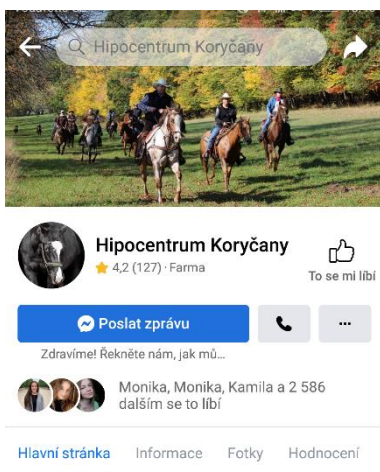 Hipocentrum Koryčany
Hipocentrum Koryčany
4,2 (127) · Farma
To se mi líbí
Poslat zprávu
Zdravíme! Řekněte nám, jak mů...
Monika, Monika, Kamila a 2 586
dalším se to líbí
Hlavní stránka Informace Fotky Hodnocení